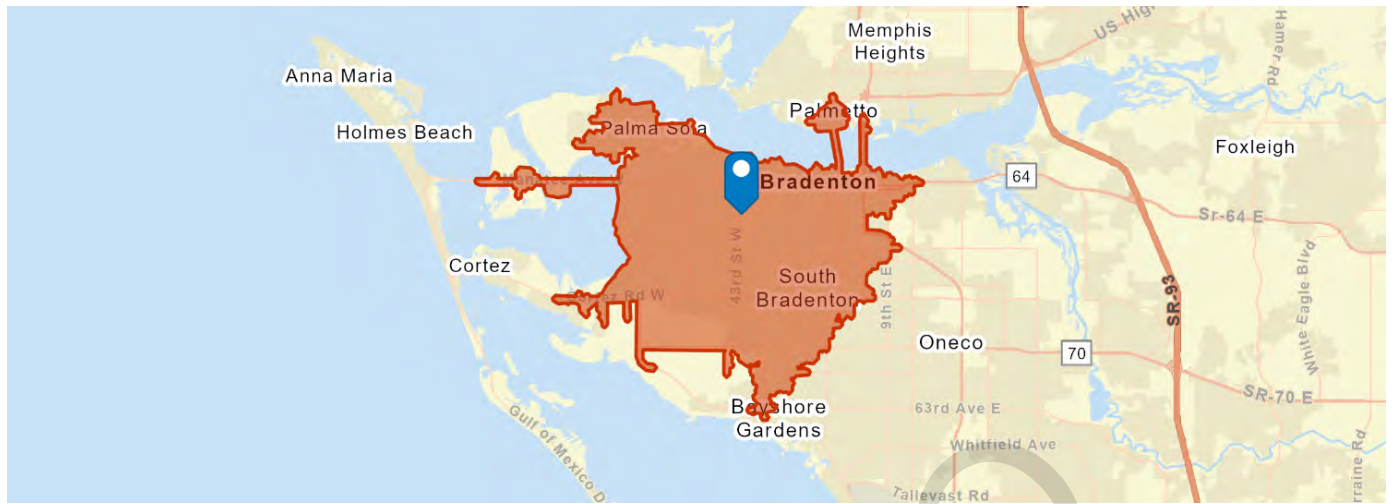 US High
Hamer Rd
Memphis
Heights
Anna Maria
Palmetto
Holmes Beach
Palma Sola
Foxleigh
64
Bradenton
Sr-64 E
43rd St W
Cortez
South
Bradenton
9th St E
SR-93
White Eagle Blvd
Oneco
70
SR-70 E
Bayshore
Gardens
63rd Ave E
Gulf of Mexico D
Whitfield Ave
Tallevast Rd
rraine Rd